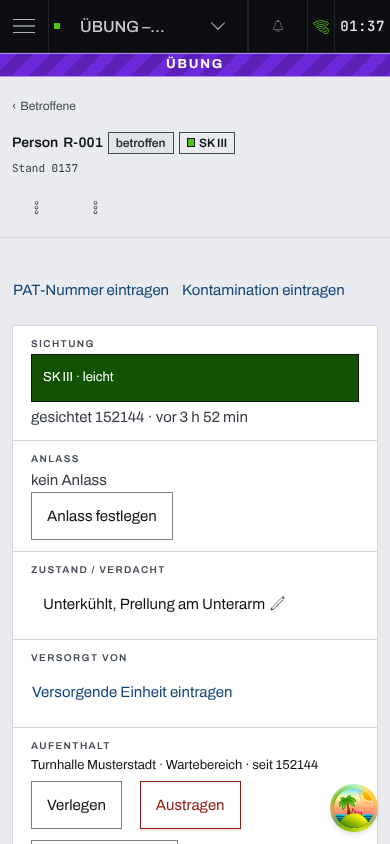 ÜBUNG –...
01:37
ÜBUNG
‹ Betroffene
Person R-001 betroffen SK III
Stand 0137
PAT-Nummer eintragen Kontamination eintragen
SICHTUNG
SK III · leicht
gesichtet 152144 · vor 3 h 52 min
ANLASS
kein Anlass
Anlass festlegen
ZUSTAND / VERDACHT
Unterkühlt, Prellung am Unterarm
VERSORGT VON
Versorgende Einheit eintragen
AUFENTHALT
Turnhalle Musterstadt · Wartebereich · seit 152144
Verlegen Austragen